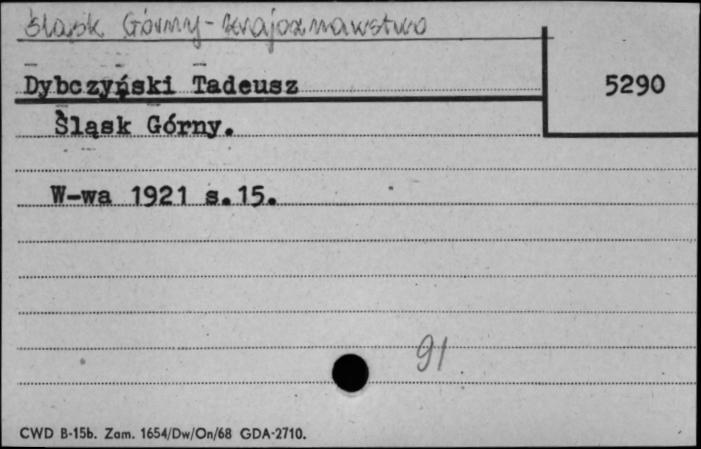 Śląsk Górny - krajoznawstwo
Dybczyński Tadeusz
5290
Śląsk Górny.
W-wa 1921 s.15.
91
CWD B-15b. Zam. 1654/Dw/On/68 GDA-2710.